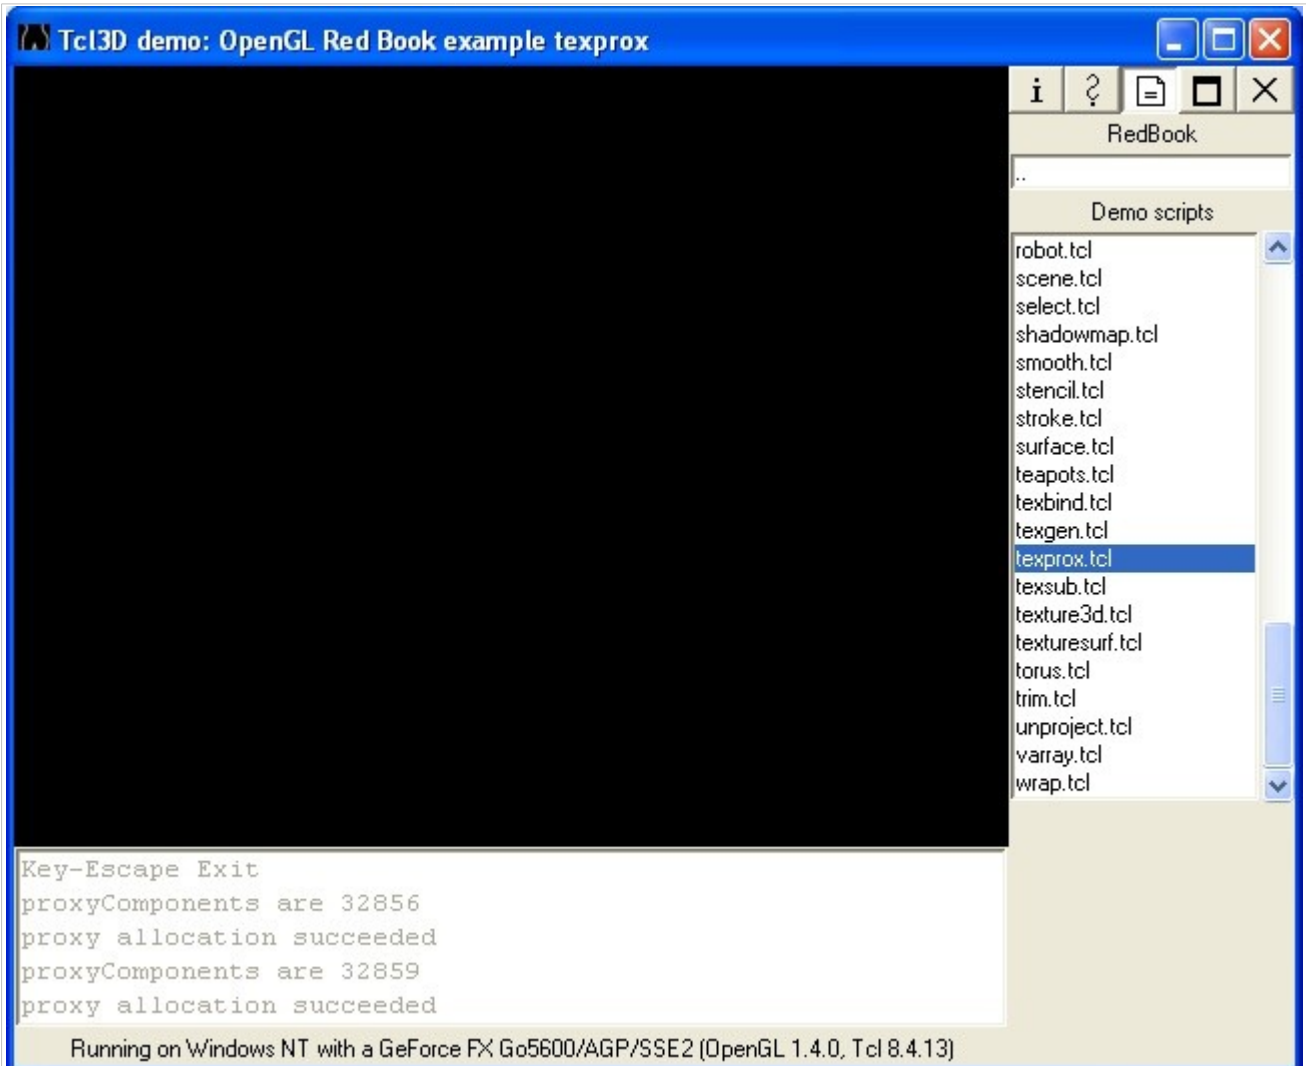 Tcl3D demo: OpenGL Red Book example texprox
i ?
RedBook
..
Demo scripts
robot.tcl
scene.tcl
select.tcl
shadowmap.tcl
smooth.tcl
stencil.tcl
stroke.tcl
surface.tcl
teapots.tcl
texbind.tcl
texgen.tcl
texprox.tcl
texsub.tcl
texture3d.tcl
texturesurf.tcl
torus.tcl
trim.tcl
unproject.tcl
varray.tcl
wrap.tcl
Key-Escape Exit
proxyComponents are 32856
proxy allocation succeeded
proxyComponents are 32859
proxy allocation succeeded
Running on Windows NT with a GeForce FX Go5600/AGP/SSE2 (OpenGL 1.4.0, Tcl 8.4.13)